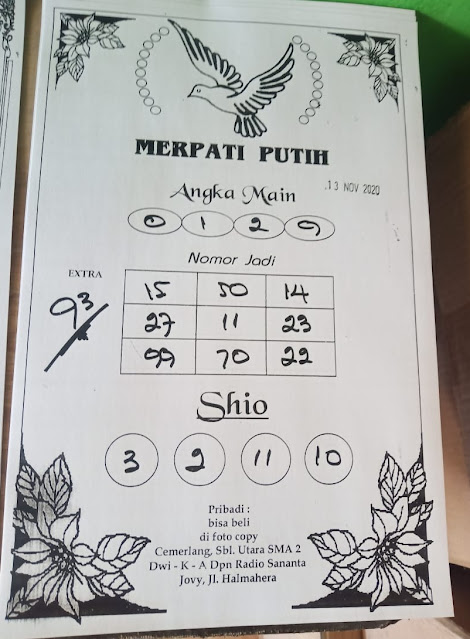 MERPATI PUTIH
Angka Main
13 NOV 2020
0 1 2 9
Nomor Jadi
EXTRA
93
15 50 14
27 11 23
99 70 22
Shio
3 2 11 10
Pribadi :
bisa beli
di foto copy
Cemerlang, Sbl. Utara SMA 2
Dwi - K - A Dpn Radio Sananta
Jovy, Jl. Halmahera